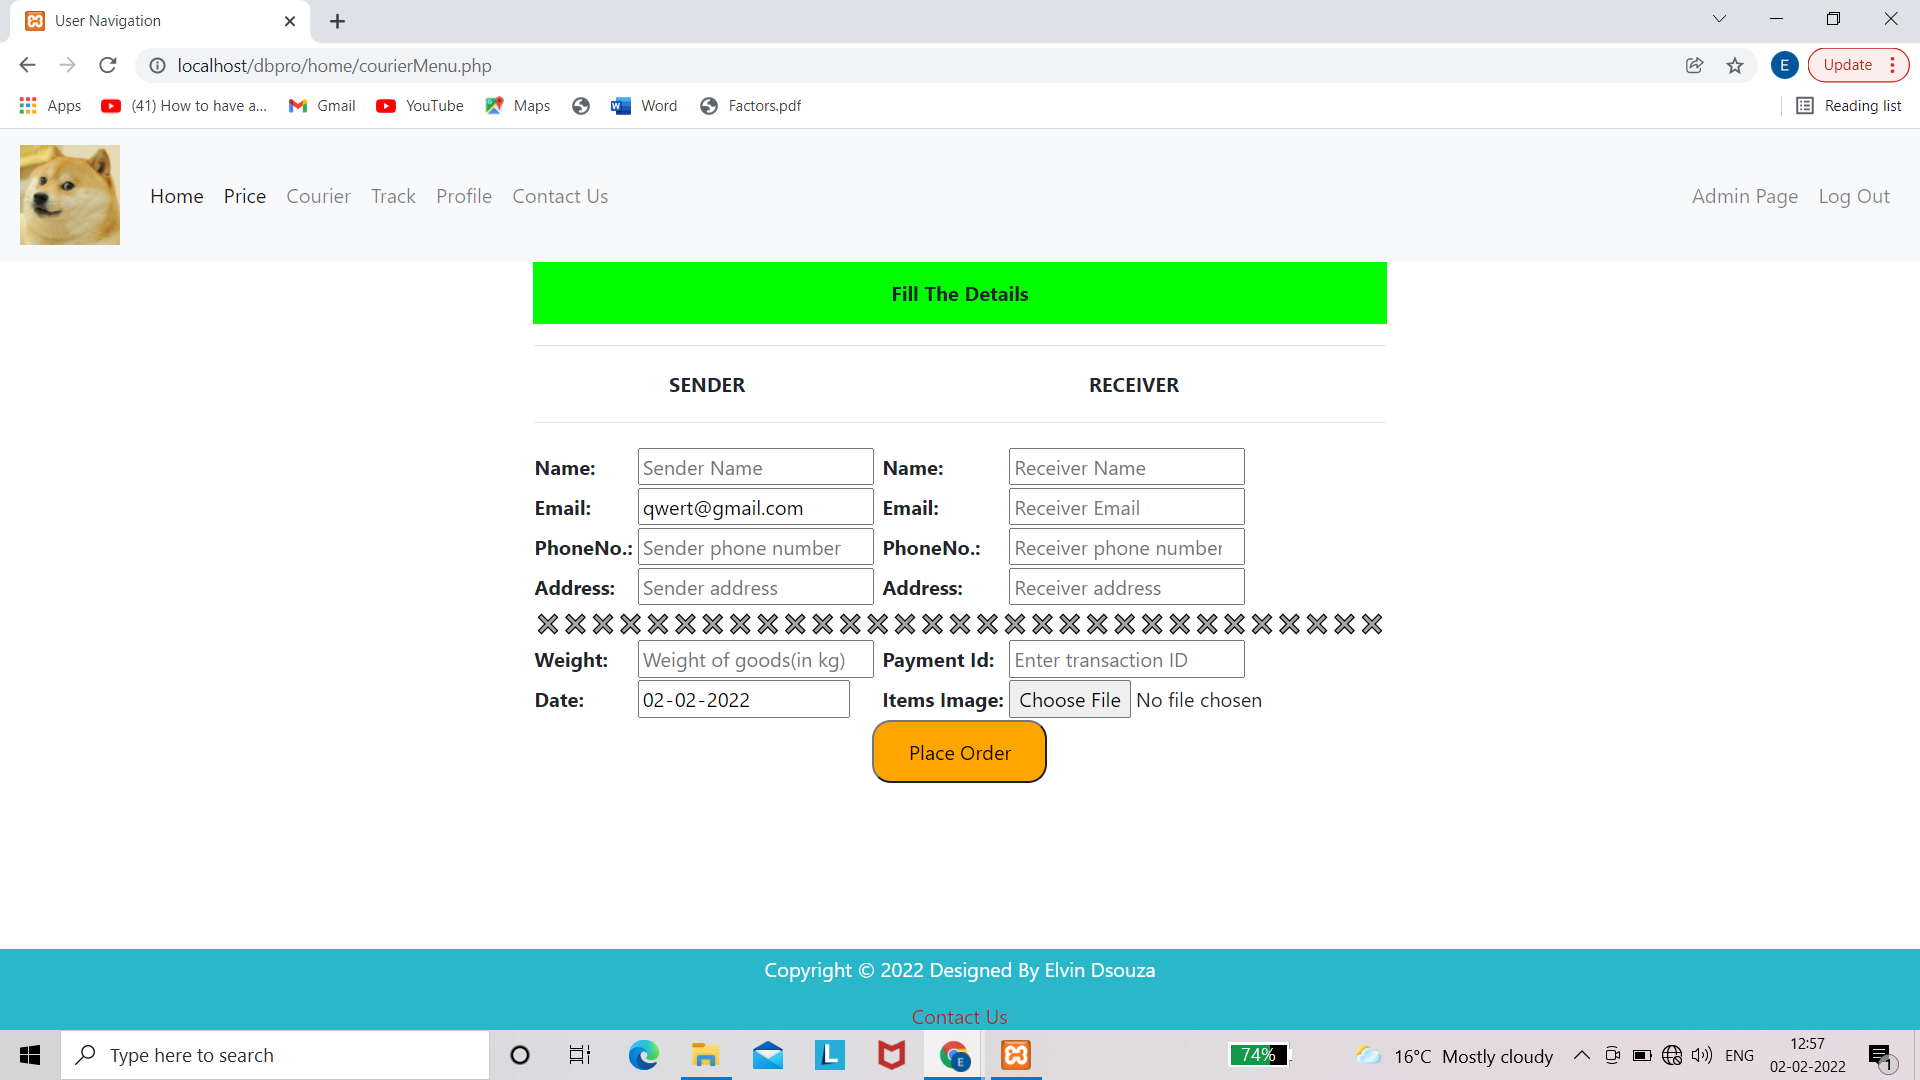 User Navigation
localhost/dbpro/home/courierMenu.php
E
Update
Apps
(41) How to have a...
Gmail
YouTube
Maps
Word
Factors.pdf
Reading list
Home
Price
Courier
Track
Profile
Contact Us
Admin Page
Log Out
Fill The Details
SENDER
RECEIVER
Name: Sender Name Name: Receiver Name
Email: qwert@gmail.com Email: Receiver Email
PhoneNo.: Sender phone number PhoneNo.: Receiver phone number
Address: Sender address Address: Receiver address
Weight: Weight of goods(in kg) Payment Id: Enter transaction ID
Date: 02-02-2022 Items Image: Choose File No file chosen
Place Order
Copyright © 2022 Designed By Elvin Dsouza
Contact Us
Type here to search
L
E
74%
16°C Mostly cloudy
ENG
12:57
02-02-2022
1